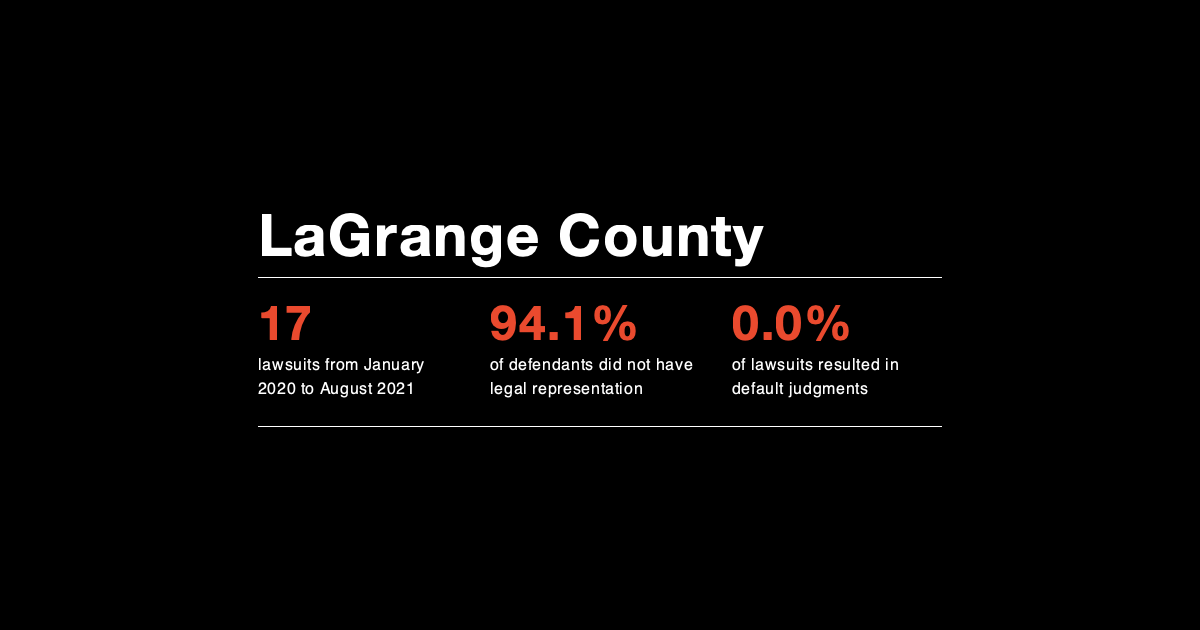 LaGrange County
17
lawsuits from January
2020 to August 2021
94.1%
of defendants did not have
legal representation
0.0%
of lawsuits resulted in
default judgments